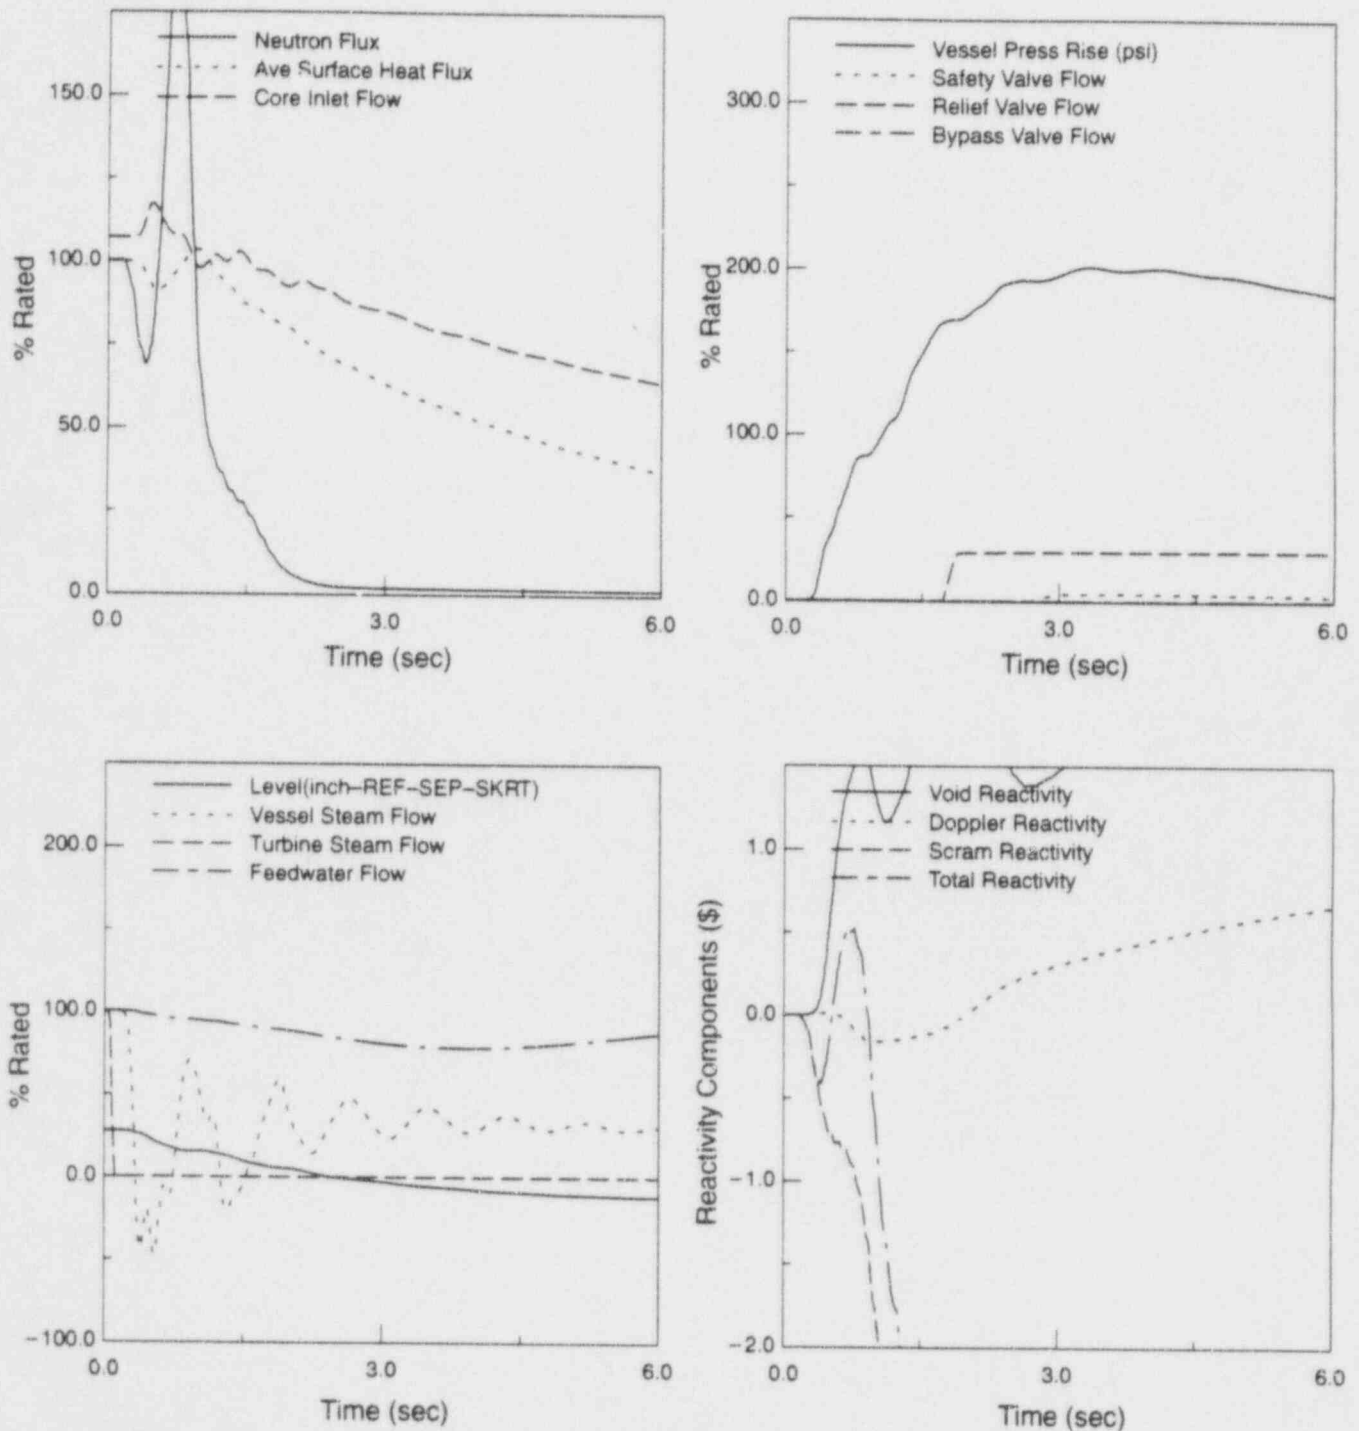 Neutron Flux
Ave Surface Heat Flux
Core Inlet Flow
150.0
100.0
50.0
0.0
% Rated
0.0 3.0 6.0
Time (sec)
Vessel Press Rise (psi)
Safety Valve Flow
Relief Valve Flow
Bypass Valve Flow
300.0
200.0
100.0
0.0
% Rated
0.0 3.0 6.0
Time (sec)
Level(inch-REF-SEP-SKRT)
Vessel Steam Flow
Turbine Steam Flow
Feedwater Flow
200.0
100.0
0.0
-100.0
% Rated
0.0 3.0 6.0
Time (sec)
Void Reactivity
Doppler Reactivity
Scram Reactivity
Total Reactivity
1.0
0.0
-1.0
-2.0
Reactivity Components ($)
0.0 3.0 6.0
Time (sec)